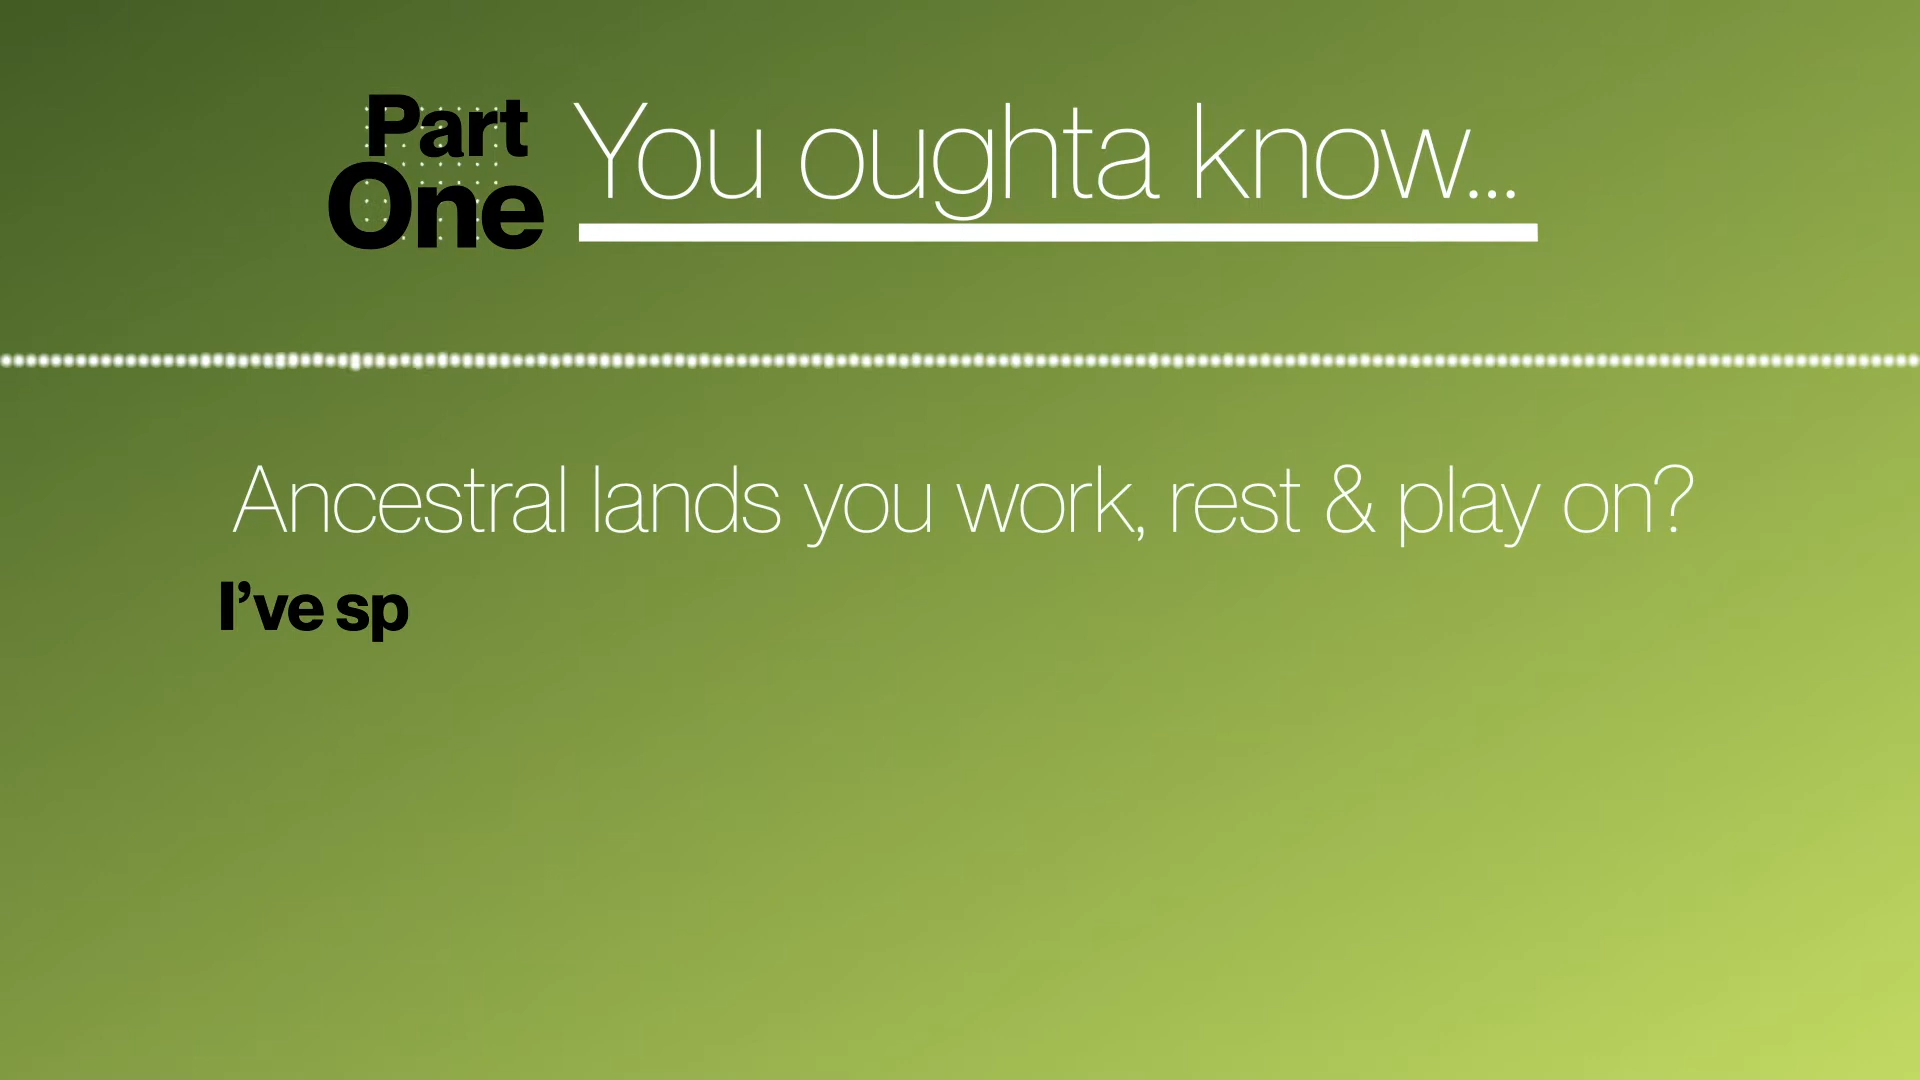 Part
One
You oughta know...
Ancestral lands you work, rest & play on?
I’ve sp